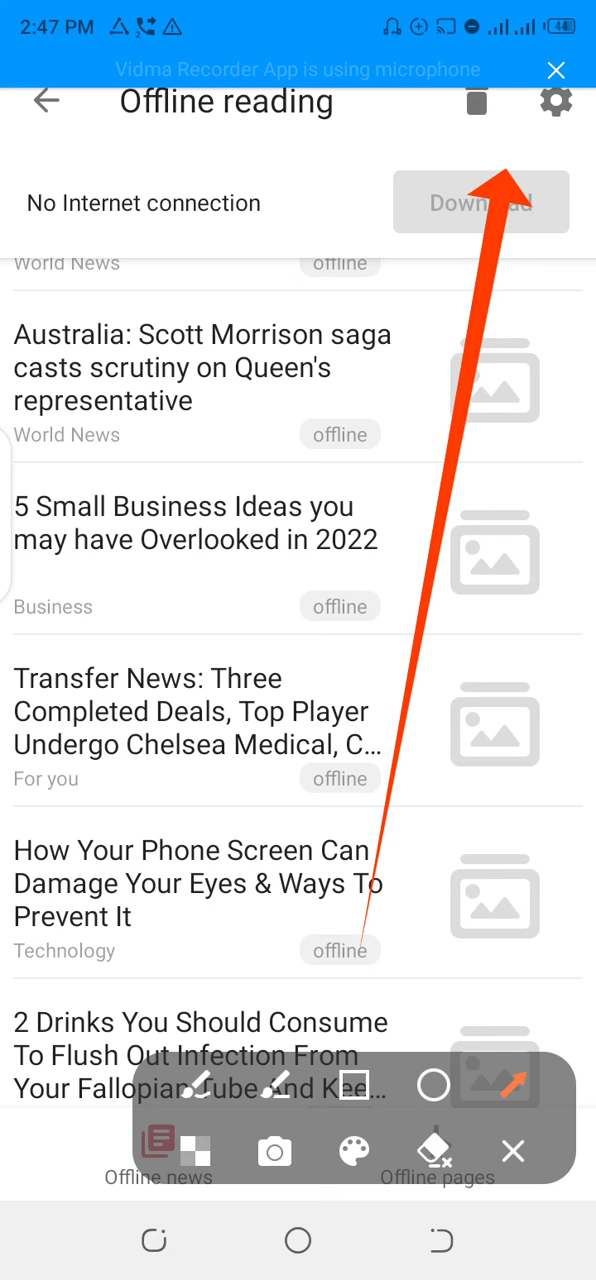 2:47 PM
2
44
Vidma Recorder App is using microphone
Offline reading
No Internet connection
Download
World News
offline
Australia: Scott Morrison saga
casts scrutiny on Queen's
representative
World News
offline
5 Small Business Ideas you
may have Overlooked in 2022
Business
offline
Transfer News: Three
Completed Deals, Top Player
Undergo Chelsea Medical, C...
For you
offline
How Your Phone Screen Can
Damage Your Eyes & Ways To
Prevent It
Technology
offline
2 Drinks You Should Consume
To Flush Out Infection From
Your Fallopian Tube And Kee...
Offline news
Offline pages